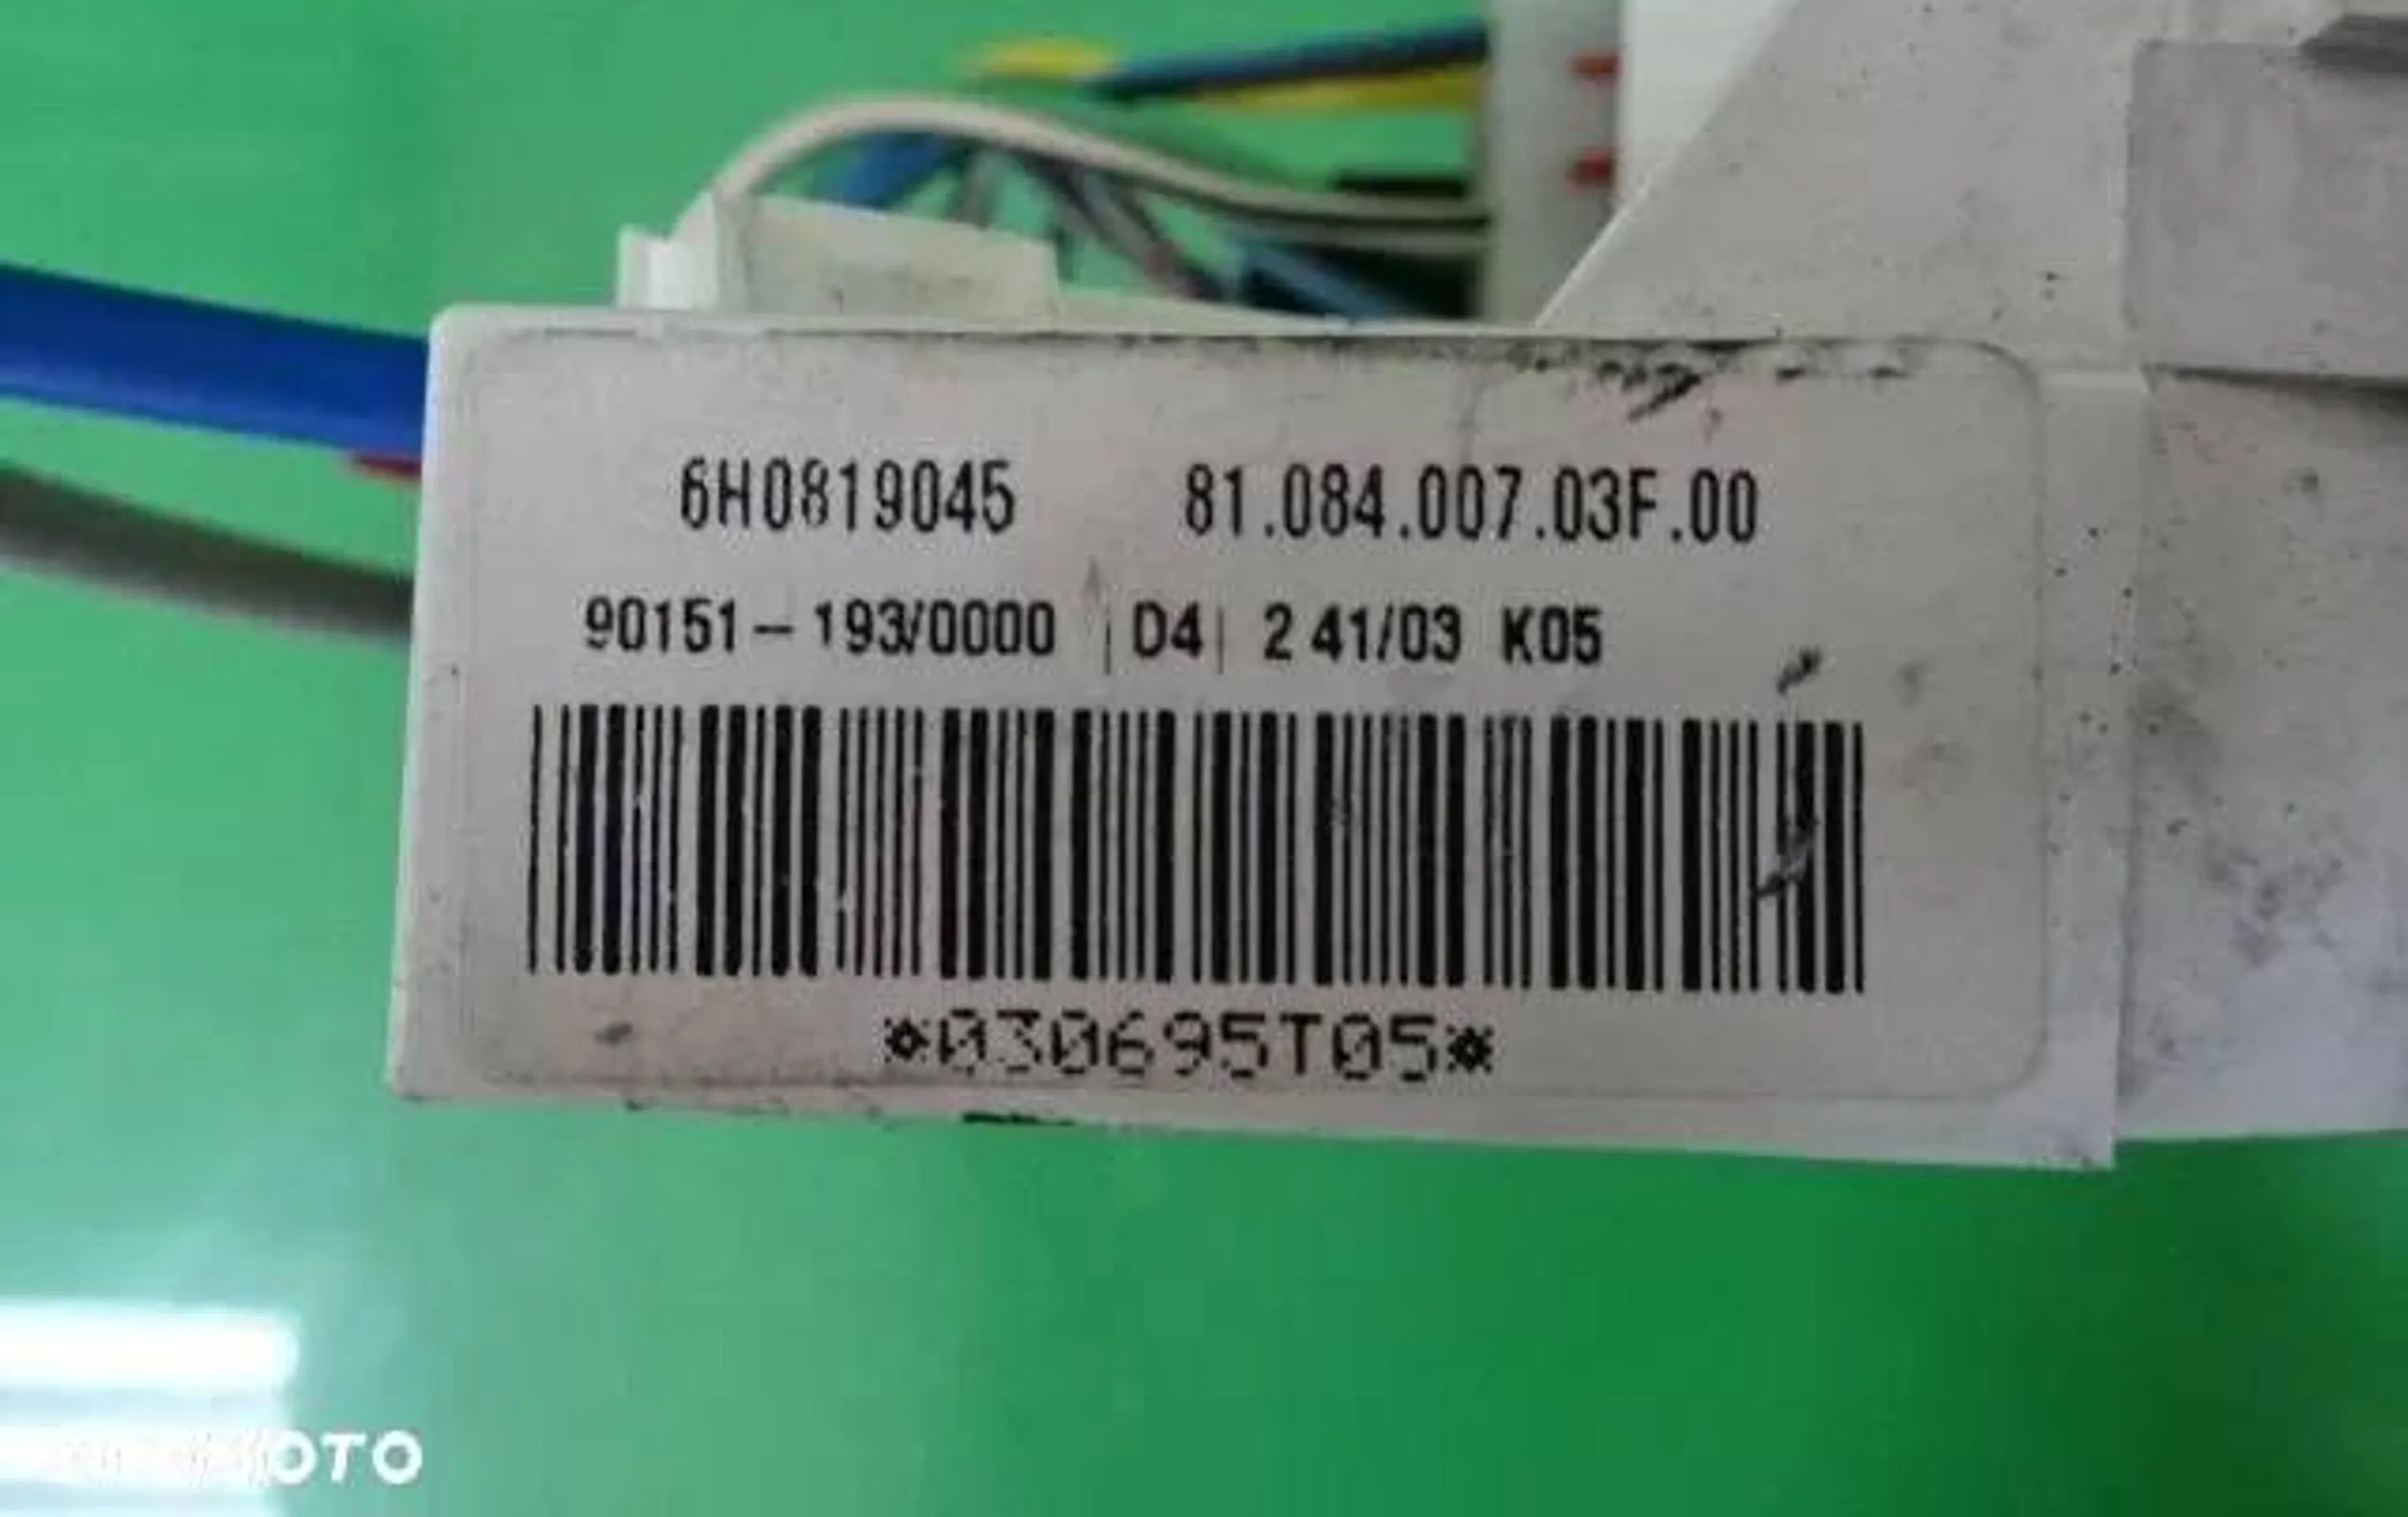 6H0819045 81.084.007.03F.00
90151-193/0000 | D4 | 2 41/03 K05
*030695T05*